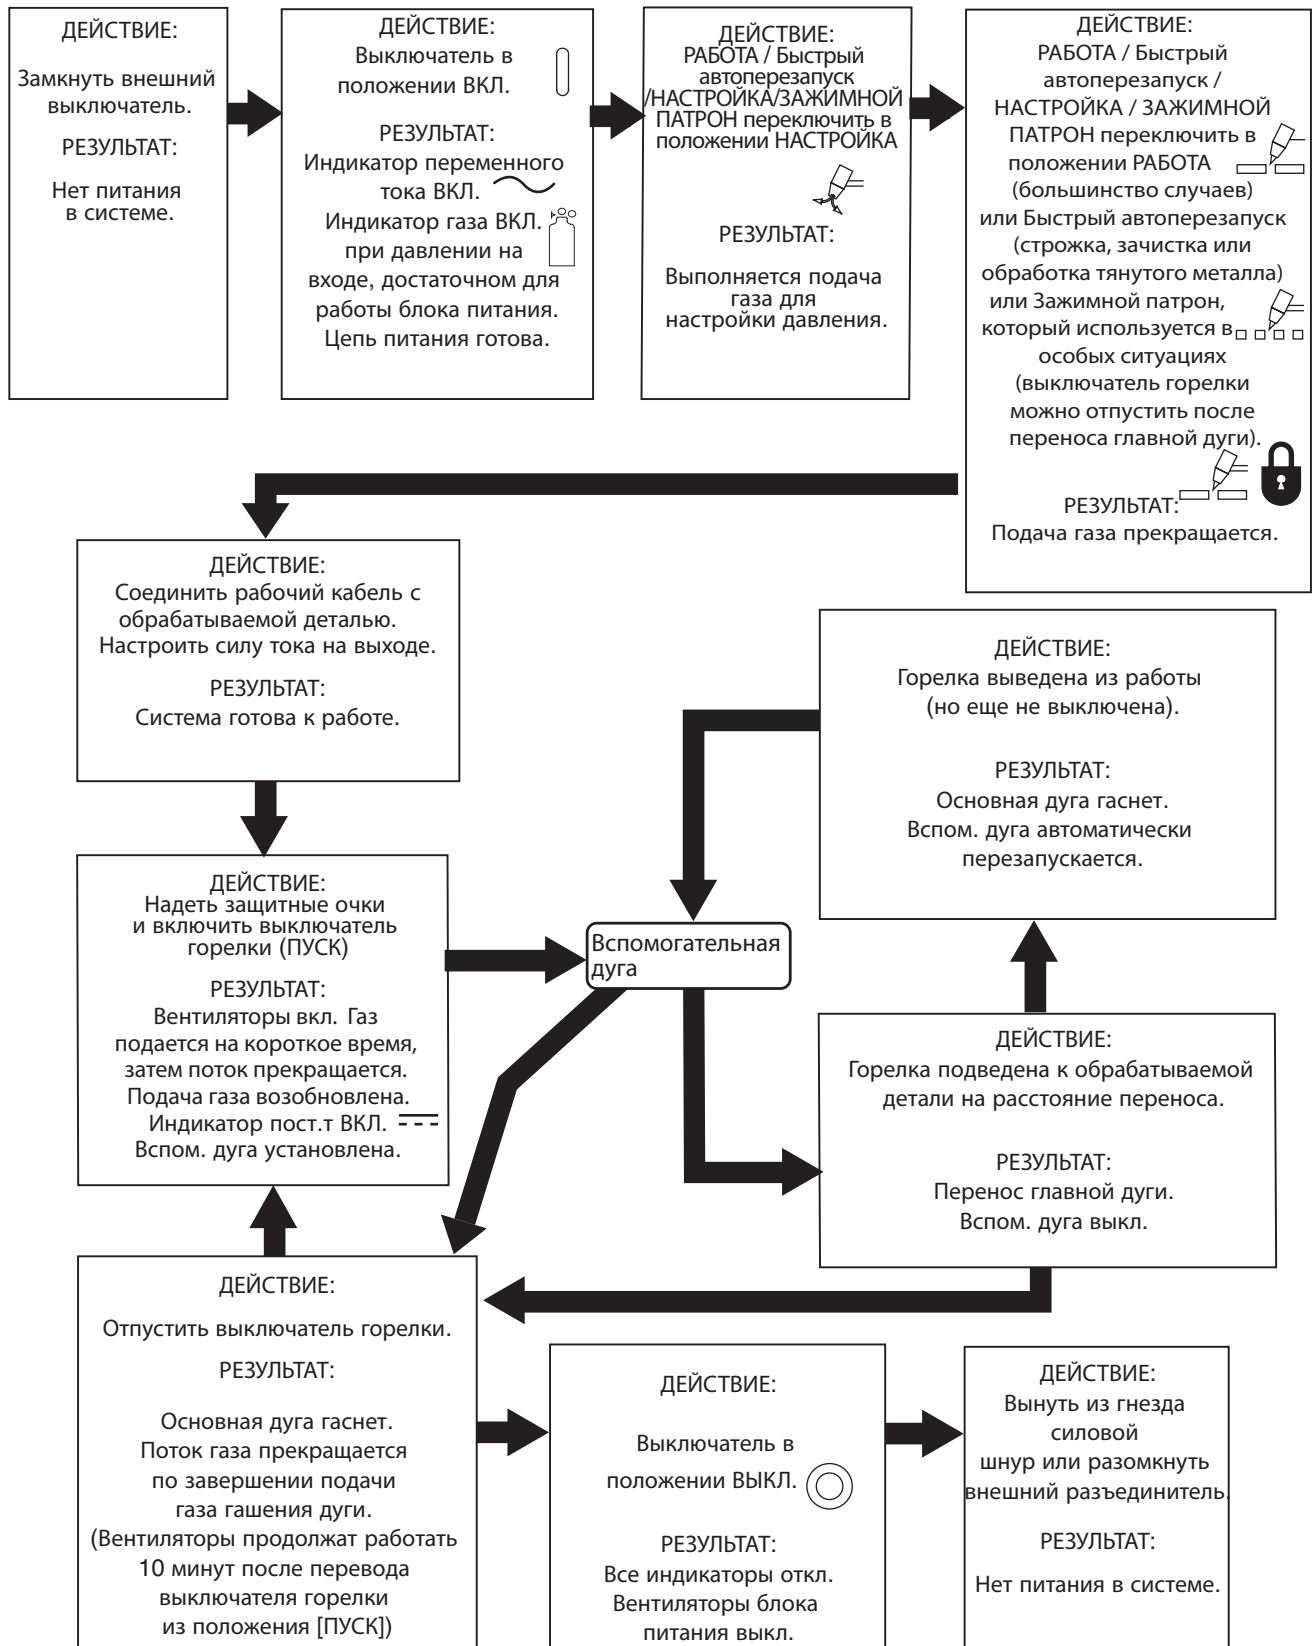 ДЕЙСТВИЕ:
Замкнуть внешний
выключатель.
РЕЗУЛЬТАТ:
Нет питания
в системе.
ДЕЙСТВИЕ:
Выключатель в
положении ВКЛ.
РЕЗУЛЬТАТ:
Индикатор переменного
тока ВКЛ.
Индикатор газа ВКЛ.
при давлении на
входе, достаточном для
работы блока питания.
Цепь питания готова.
ДЕЙСТВИЕ:
РАБОТА / Быстрый
автоперезапуск
/НАСТРОЙКА/ЗАЖИМНОЙ
ПАТРОН переключить в
положении НАСТРОЙКА
РЕЗУЛЬТАТ:
Выполняется подача
газа для
настройки давления.
ДЕЙСТВИЕ:
РАБОТА / Быстрый
автоперезапуск /
НАСТРОЙКА / ЗАЖИМНОЙ
ПАТРОН переключить в
положении РАБОТА
(большинство случаев)
или Быстрый автоперезапуск
(строжка, зачистка или
обработка тянутого металла)
или Зажимной патрон,
который используется в
особых ситуациях
(выключатель горелки
можно отпустить после
переноса главной дуги).
РЕЗУЛЬТАТ:
Подача газа прекращается.
ДЕЙСТВИЕ:
Соединить рабочий кабель с
обрабатываемой деталью.
Настроить силу тока на выходе.
РЕЗУЛЬТАТ:
Система готова к работе.
ДЕЙСТВИЕ:
Горелка выведена из работы
(но еще не выключена).
РЕЗУЛЬТАТ:
Основная дуга гаснет.
Вспом. дуга автоматически
перезапускается.
ДЕЙСТВИЕ:
Надеть защитные очки
и включить выключатель
горелки (ПУСК)
РЕЗУЛЬТАТ:
Вентиляторы вкл. Газ
подается на короткое время,
затем поток прекращается.
Подача газа возобновлена.
Индикатор пост.т ВКЛ.
Вспом. дуга установлена.
Вспомогательная
дуга
ДЕЙСТВИЕ:
Горелка подведена к обрабатываемой
детали на расстояние переноса.
РЕЗУЛЬТАТ:
Перенос главной дуги.
Вспом. дуга выкл.
ДЕЙСТВИЕ:
Отпустить выключатель горелки.
РЕЗУЛЬТАТ:
Основная дуга гаснет.
Поток газа прекращается
по завершении подачи
газа гашения дуги.
(Вентиляторы продолжат работать
10 минут после перевода
выключателя горелки
из положения [ПУСК])
ДЕЙСТВИЕ:
Выключатель в
положении ВЫКЛ.
РЕЗУЛЬТАТ:
Все индикаторы откл.
Вентиляторы блока
питания выкл.
ДЕЙСТВИЕ:
Вынуть из гнезда
силовой
шнур или разомкнуть
внешний разъединитель.
РЕЗУЛЬТАТ:
Нет питания в системе.